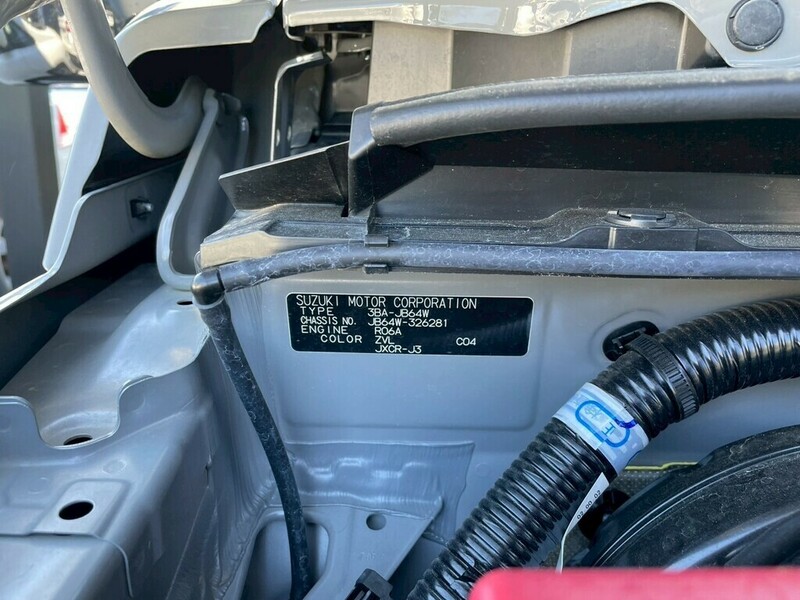 SUZUKI MOTOR CORPORATION
TYPE 3BA-JB64W
CHASSIS NO. JB64W-326281
ENGINE R06A
COLOR ZVL C04
JXCR-J3